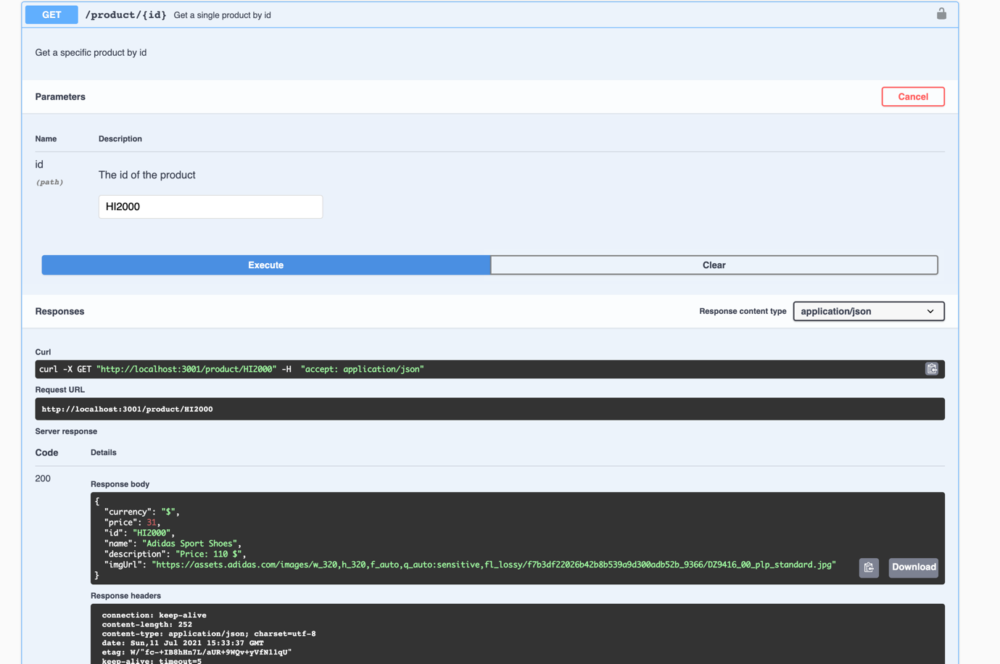 GET /product/{id} Get a single product by id
Get a specific product by id
Parameters
Cancel
Name Description
id
(path)
The id of the product
HI2000
Execute Clear
Responses
Response content type application/json
Curl
curl -X GET "http://localhost:3001/product/HI2000" -H "accept: application/json"
Request URL
http://localhost:3001/product/HI2000
Server response
Code Details
200
Response body
{
"currency": "$",
"price": 31,
"id": "HI2000",
"name": "Adidas Sport Shoes",
"description": "Price: 110 $",
"imgUrl": "https://assets.adidas.com/images/w_320,h_320,f_auto,q_auto:sensitive,fl_lossy/f7b3df22026b42b8b539a9d300adb52b_9366/DZ9416_00_plp_standard.jpg"
}
Download
Response headers
connection: keep-alive
content-length: 252
content-type: application/json; charset=utf-8
date: Sun,11 Jul 2021 15:33:37 GMT
etag: W/"fc-+IB8hHn7L/aUR+9WQv+yVfN11qU"
keep-alive: timeout=5